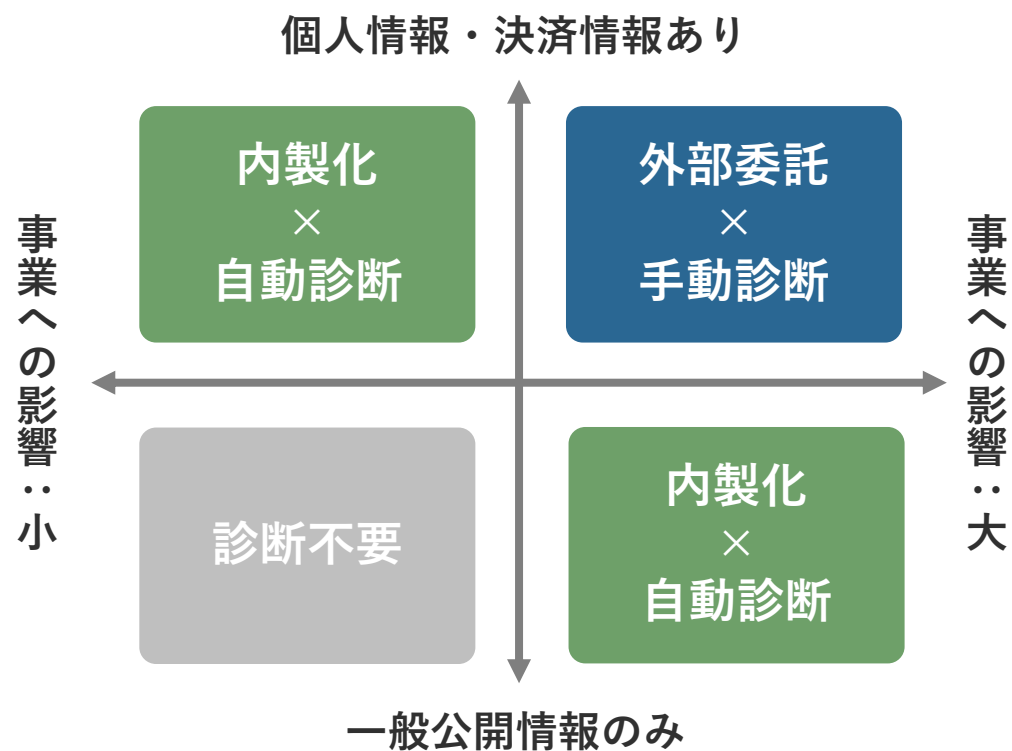 個人情報・決済情報あり
内製化
×
自動診断
外部委託
×
手動診断
事業への影響：小
事業への影響：大
診断不要
内製化
×
自動診断
一般公開情報のみ